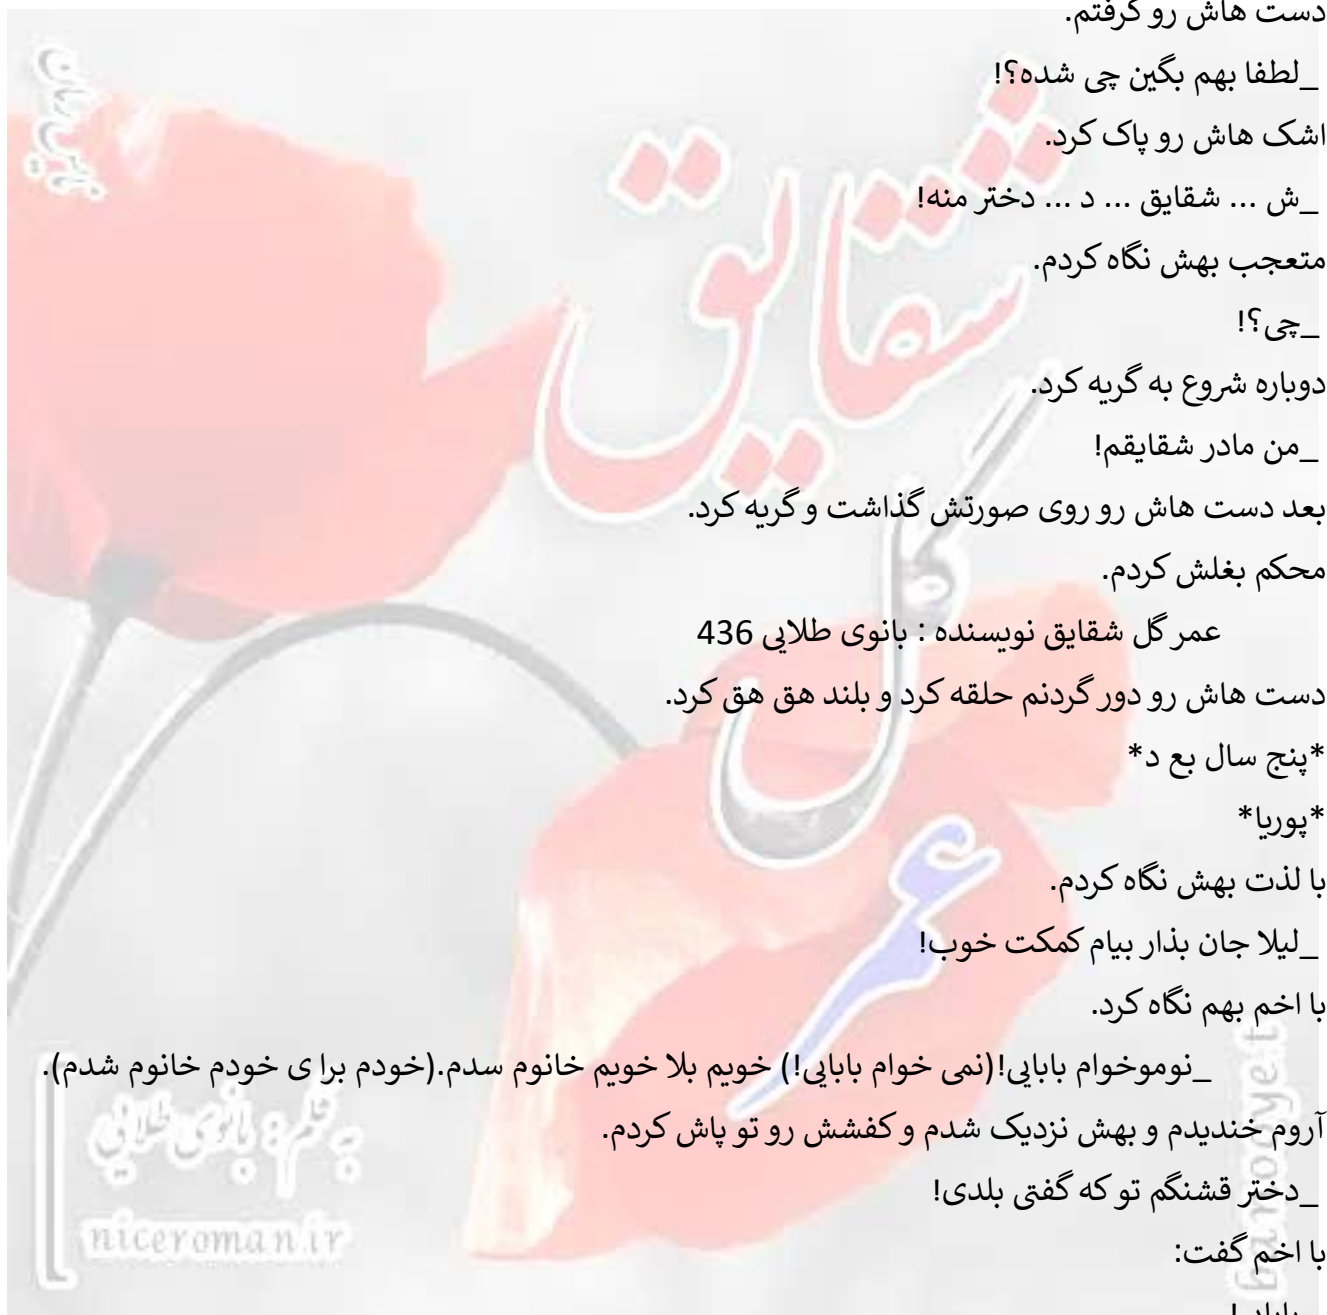 دست هاش رو گرفتم.
_لطفا بهم بگین چی شده؟!
اشک هاش رو پاک کرد.
_ش ... شقایق ... د ... دختر منه!
متعجب بهش نگاه کردم.
_چی؟!
دوباره شروع به گریه کرد.
_من مادر شقایقم!
بعد دست هاش رو روی صورتش گذاشت و گریه کرد.
محکم بغلش کردم.
عمر گل شقایق نویسنده : بانوی طلایی 436
دست هاش رو دور گردنم حلقه کرد و بلند هق هق کرد.
*پنج سال بع د*
*پوریا*
با لذت بهش نگاه کردم.
_لیلا جان بذار بیام کمکت خوب!
با اخم بهم نگاه کرد.
_نوموخوام بابایی!(نمی خوام بابایی!) خویم بلا خویم خانوم سدم.(خودم برا ی خودم خانوم شدم).
آروم خندیدم و بهش نزدیک شدم و کفشش رو تو پاش کردم.
_دختر قشنگم تو که گفتی بلدی!
با اخم گفت:
_بابایی!
شقایق
گل
عمر
به قلم : بانوی طلایی
niceroman.ir